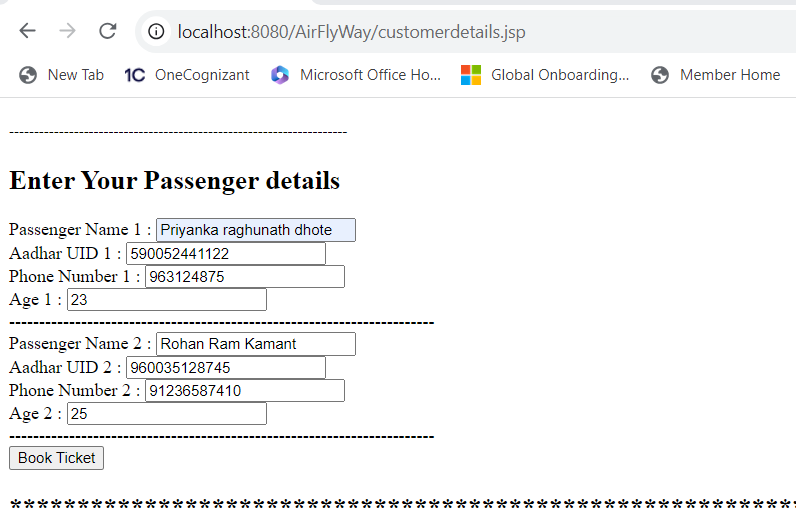 localhost:8080/AirFlyWay/customerdetails.jsp
New Tab 1C OneCognizant Microsoft Office Ho... Global Onboarding... Member Home
--------------------------------------------------------------------
Enter Your Passenger details
Passenger Name 1 : Priyanka raghunath dhote
Aadhar UID 1 : 590052441122
Phone Number 1 : 963124875
Age 1 : 23
-----------------------------------------------------------------------
Passenger Name 2 : Rohan Ram Kamant
Aadhar UID 2 : 960035128745
Phone Number 2 : 91236587410
Age 2 : 25
-----------------------------------------------------------------------
Book Ticket
***********************************************************